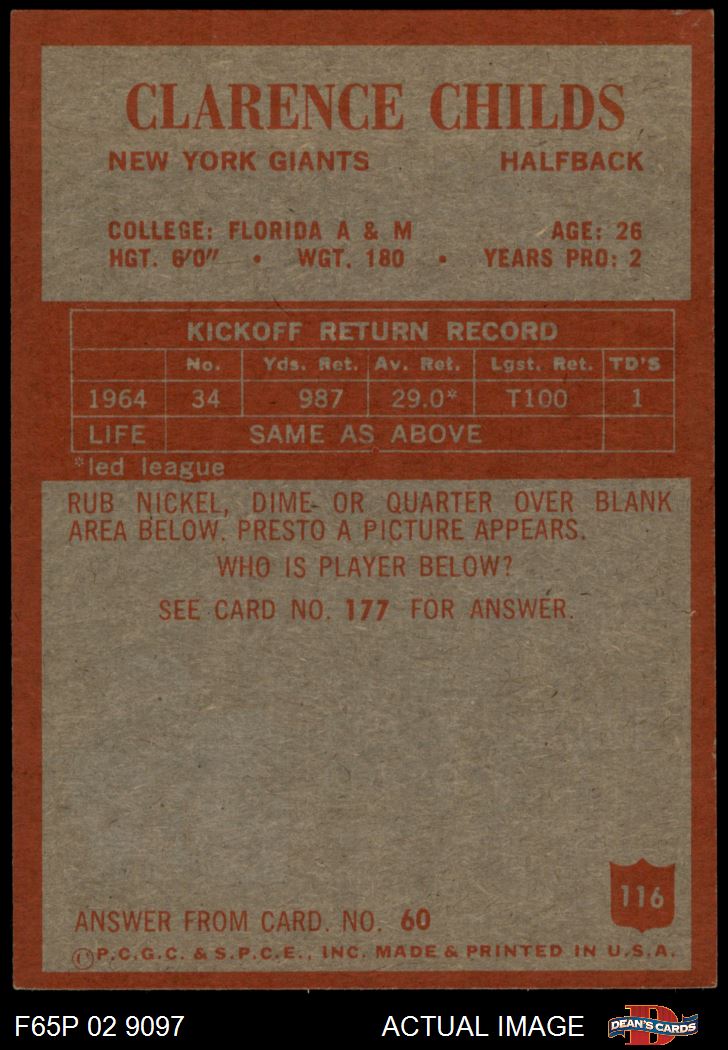 CLARENCE CHILDS
NEW YORK GIANTS HALFBACK
COLLEGE: FLORIDA A & M AGE: 26
HGT. 6'0" • WGT. 180 • YEARS PRO: 2
KICKOFF RETURN RECORD
No. Yds. Ret. Av. Ret. Lgst. Ret. TD'S
1964 34 987 29.0* T100 1
LIFE SAME AS ABOVE
*led league
RUB NICKEL, DIME OR QUARTER OVER BLANK
AREA BELOW. PRESTO A PICTURE APPEARS.
WHO IS PLAYER BELOW?
SEE CARD NO. 177 FOR ANSWER.
116
ANSWER FROM CARD. NO. 60
©P.C.G.C. & S.P.C.E., INC. MADE & PRINTED IN U.S.A.
F65P 02 9097 ACTUAL IMAGE D DEAN'S CARDS